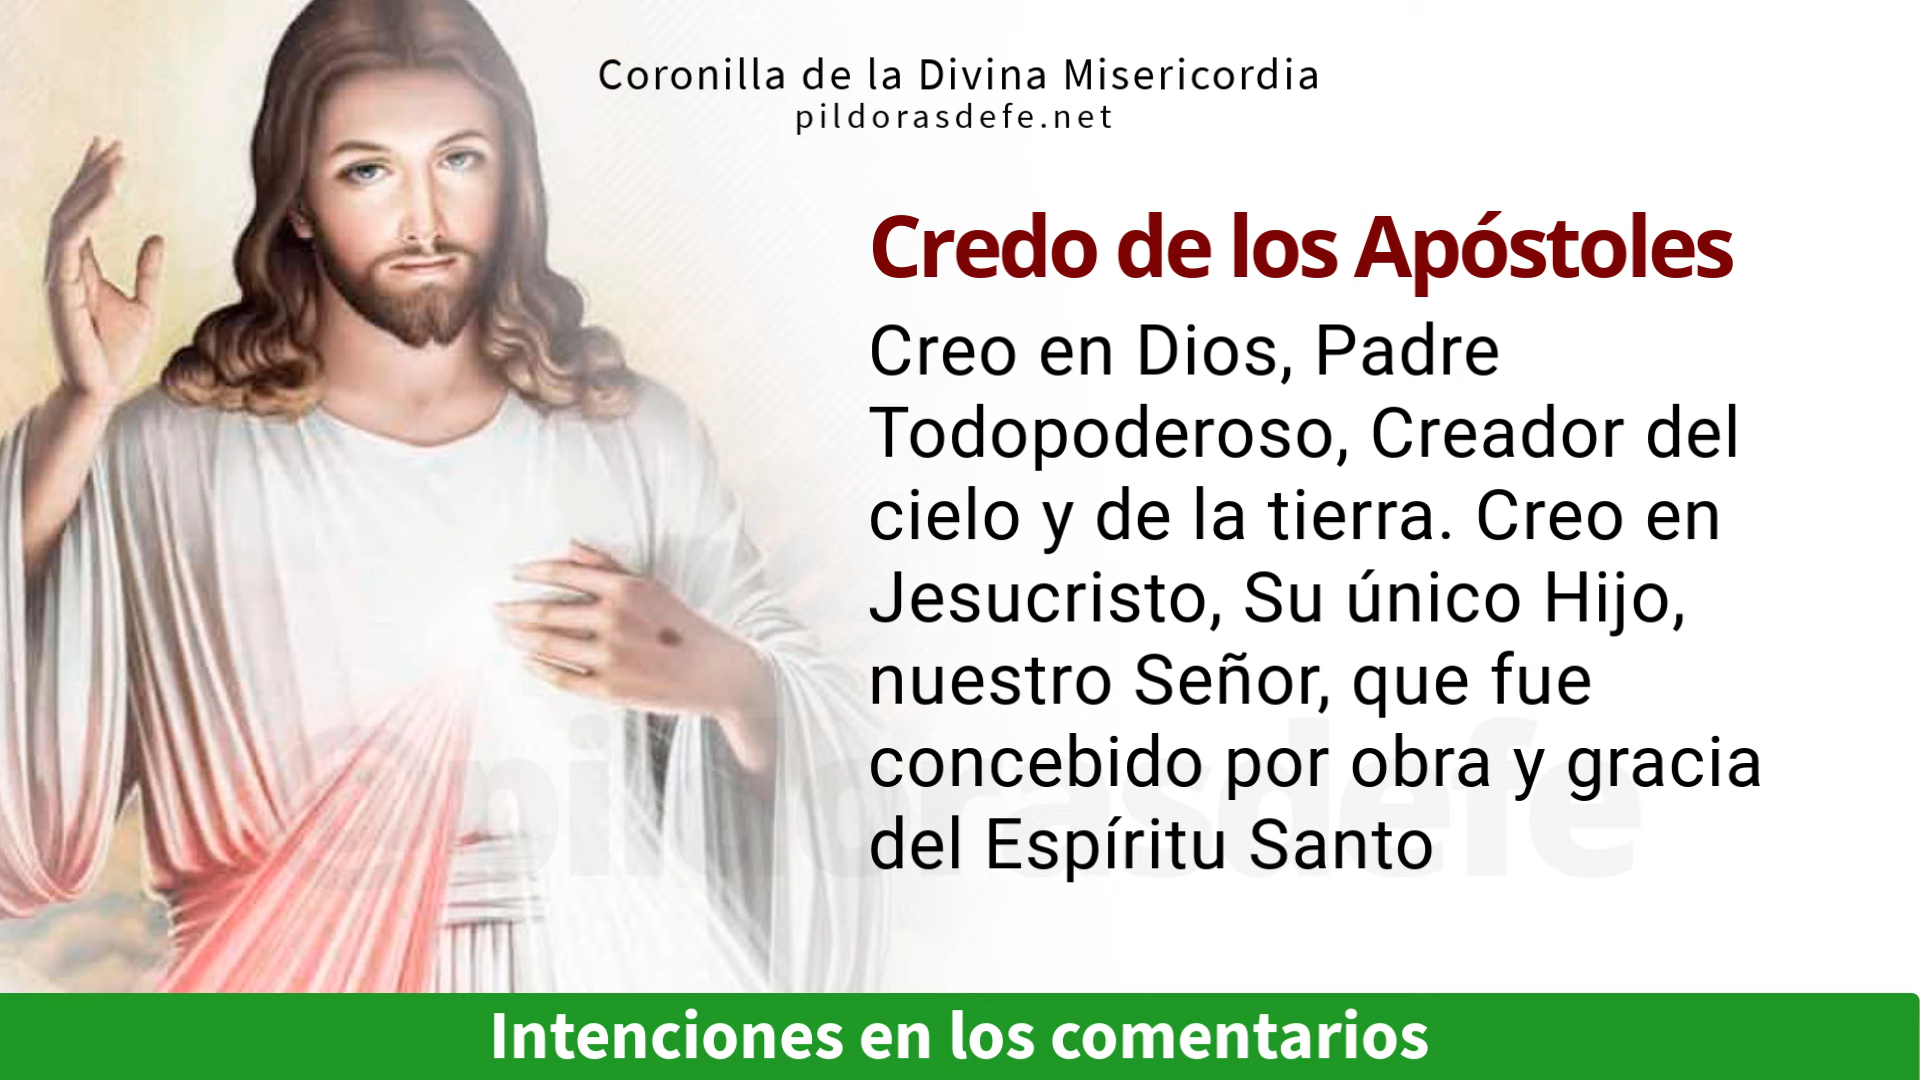 Coronilla de la Divina Misericordia
pildorasdefe.net
Credo de los Apóstoles
Creo en Dios, Padre
Todopoderoso, Creador del
cielo y de la tierra. Creo en
Jesucristo, Su único Hijo,
nuestro Señor, que fue
concebido por obra y gracia
del Espíritu Santo
@pildorasdefe
Intenciones en los comentarios